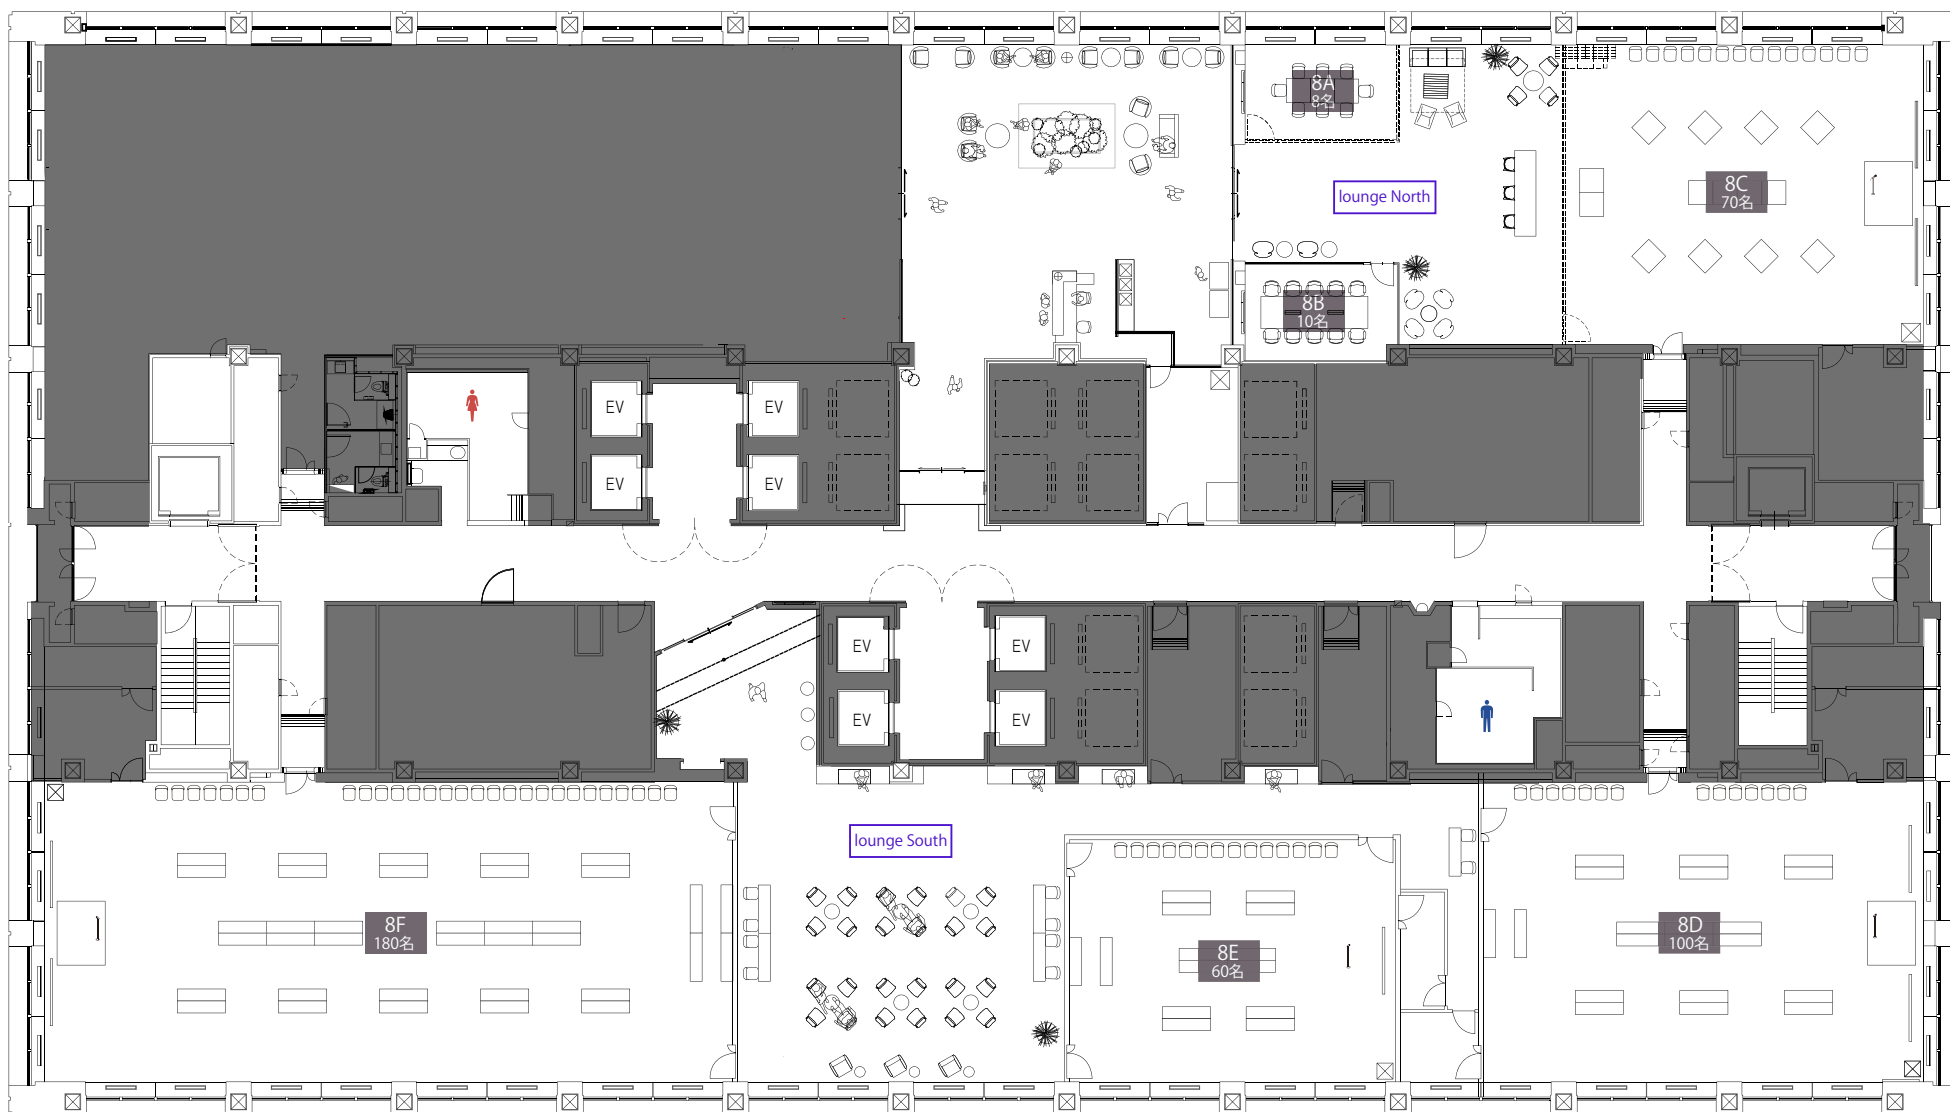 8A
8名
lounge North
8C
70名
8B
10名
EV
EV
EV
EV
EV
EV
EV
EV
lounge South
8F
180名
8E
60名
8D
100名